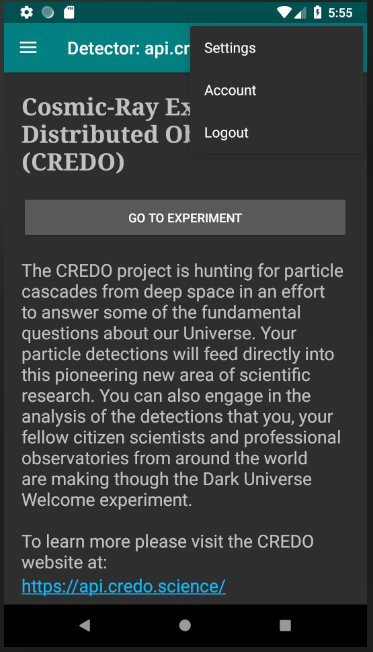 5:55
Detector: api.cr
Settings
Account
Logout
Cosmic-Ray Ex
Distributed Ob
(CREDO)
GO TO EXPERIMENT
The CREDO project is hunting for particle
cascades from deep space in an effort
to answer some of the fundamental
questions about our Universe. Your
particle detections will feed directly into
this pioneering new area of scientific
research. You can also engage in the
analysis of the detections that you, your
fellow citizen scientists and professional
observatories from around the world
are making though the Dark Universe
Welcome experiment.
To learn more please visit the CREDO
website at:
https://api.credo.science/